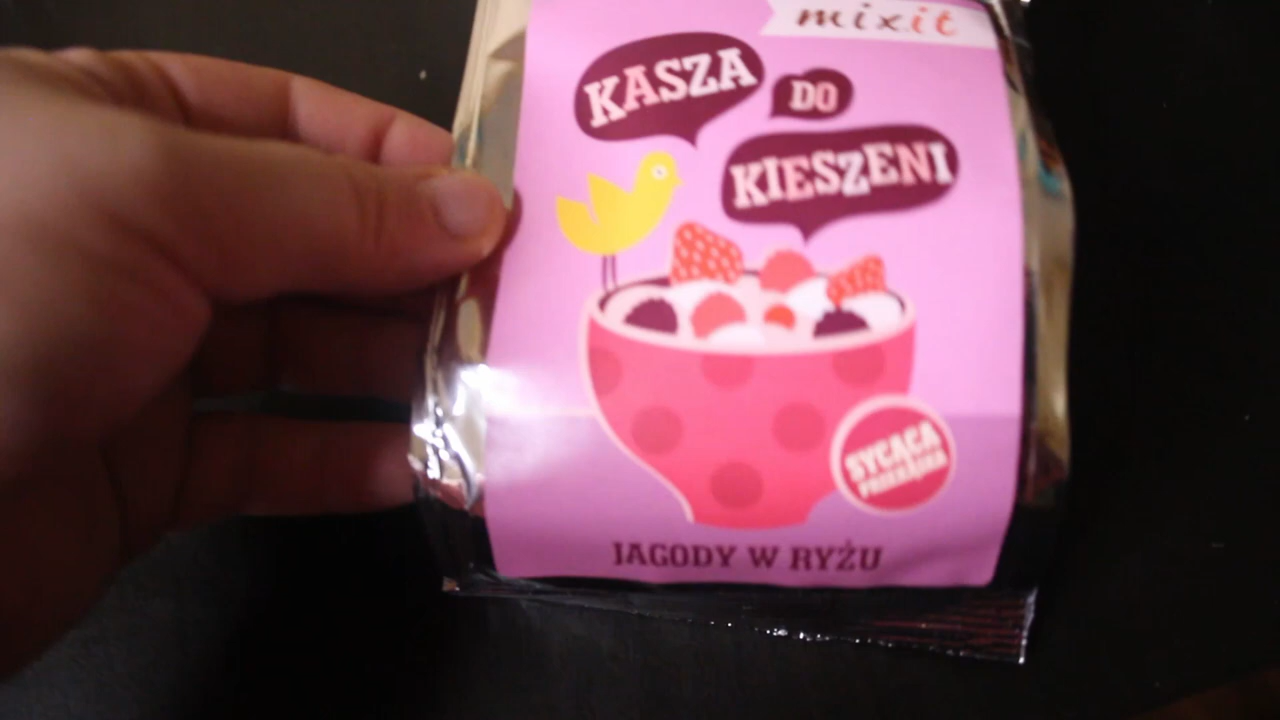 mixit
KASZA
DO
KIESZENI
SYCĄCA
PRZEKĄSKA
JAGODY W RYŻU